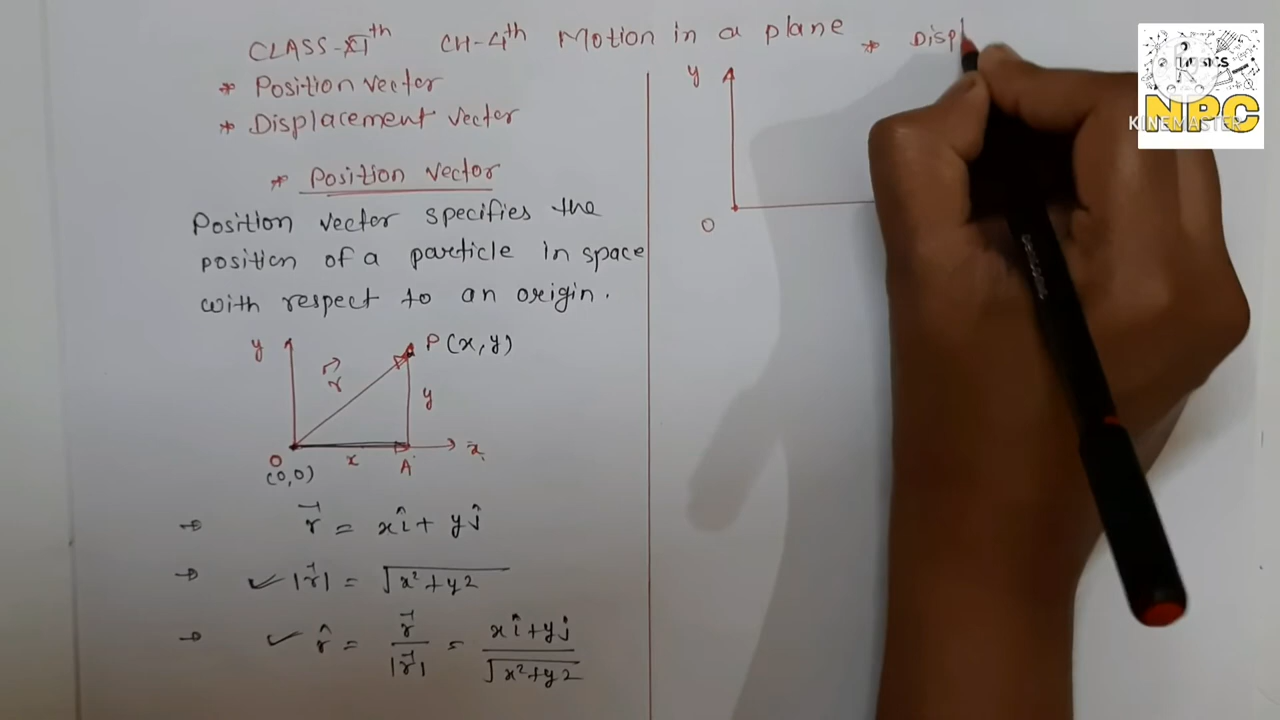 CLASS-XIth CH-4th Motion in a plane
* Position vector
* Displacement vector
* Position vector
Position vector specifies the
position of a particle in space
with respect to an origin.
y
r⃗
P(x,y)
y
O
(0,0)
x
A
x
→ r⃗ = xî + yĵ
→ ✓ |r⃗| = √x²+y2
→ ✓ r̂ = r⃗/|r⃗| = xî+yĵ/√x²+y2
* Disp
y
O
PHYSICS
NPC
KINEMASTER